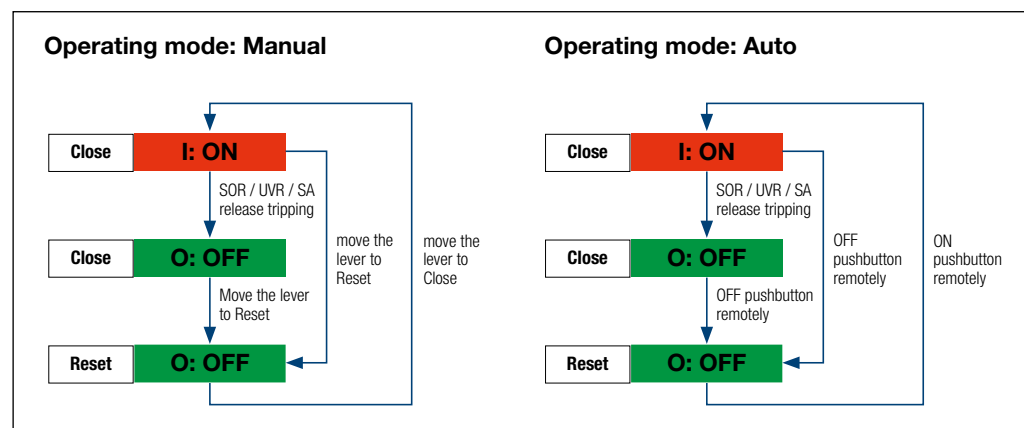 Operating mode: Manual
Close
I: ON
SOR / UVR / SA
release tripping
Close
O: OFF
move the
lever to
Reset
move the
lever to
Close
Move the lever
to Reset
Reset
O: OFF
Operating mode: Auto
Close
I: ON
SOR / UVR / SA
release tripping
Close
O: OFF
OFF
pushbutton
remotely
ON
pushbutton
remotely
OFF pushbutton
remotely
Reset
O: OFF